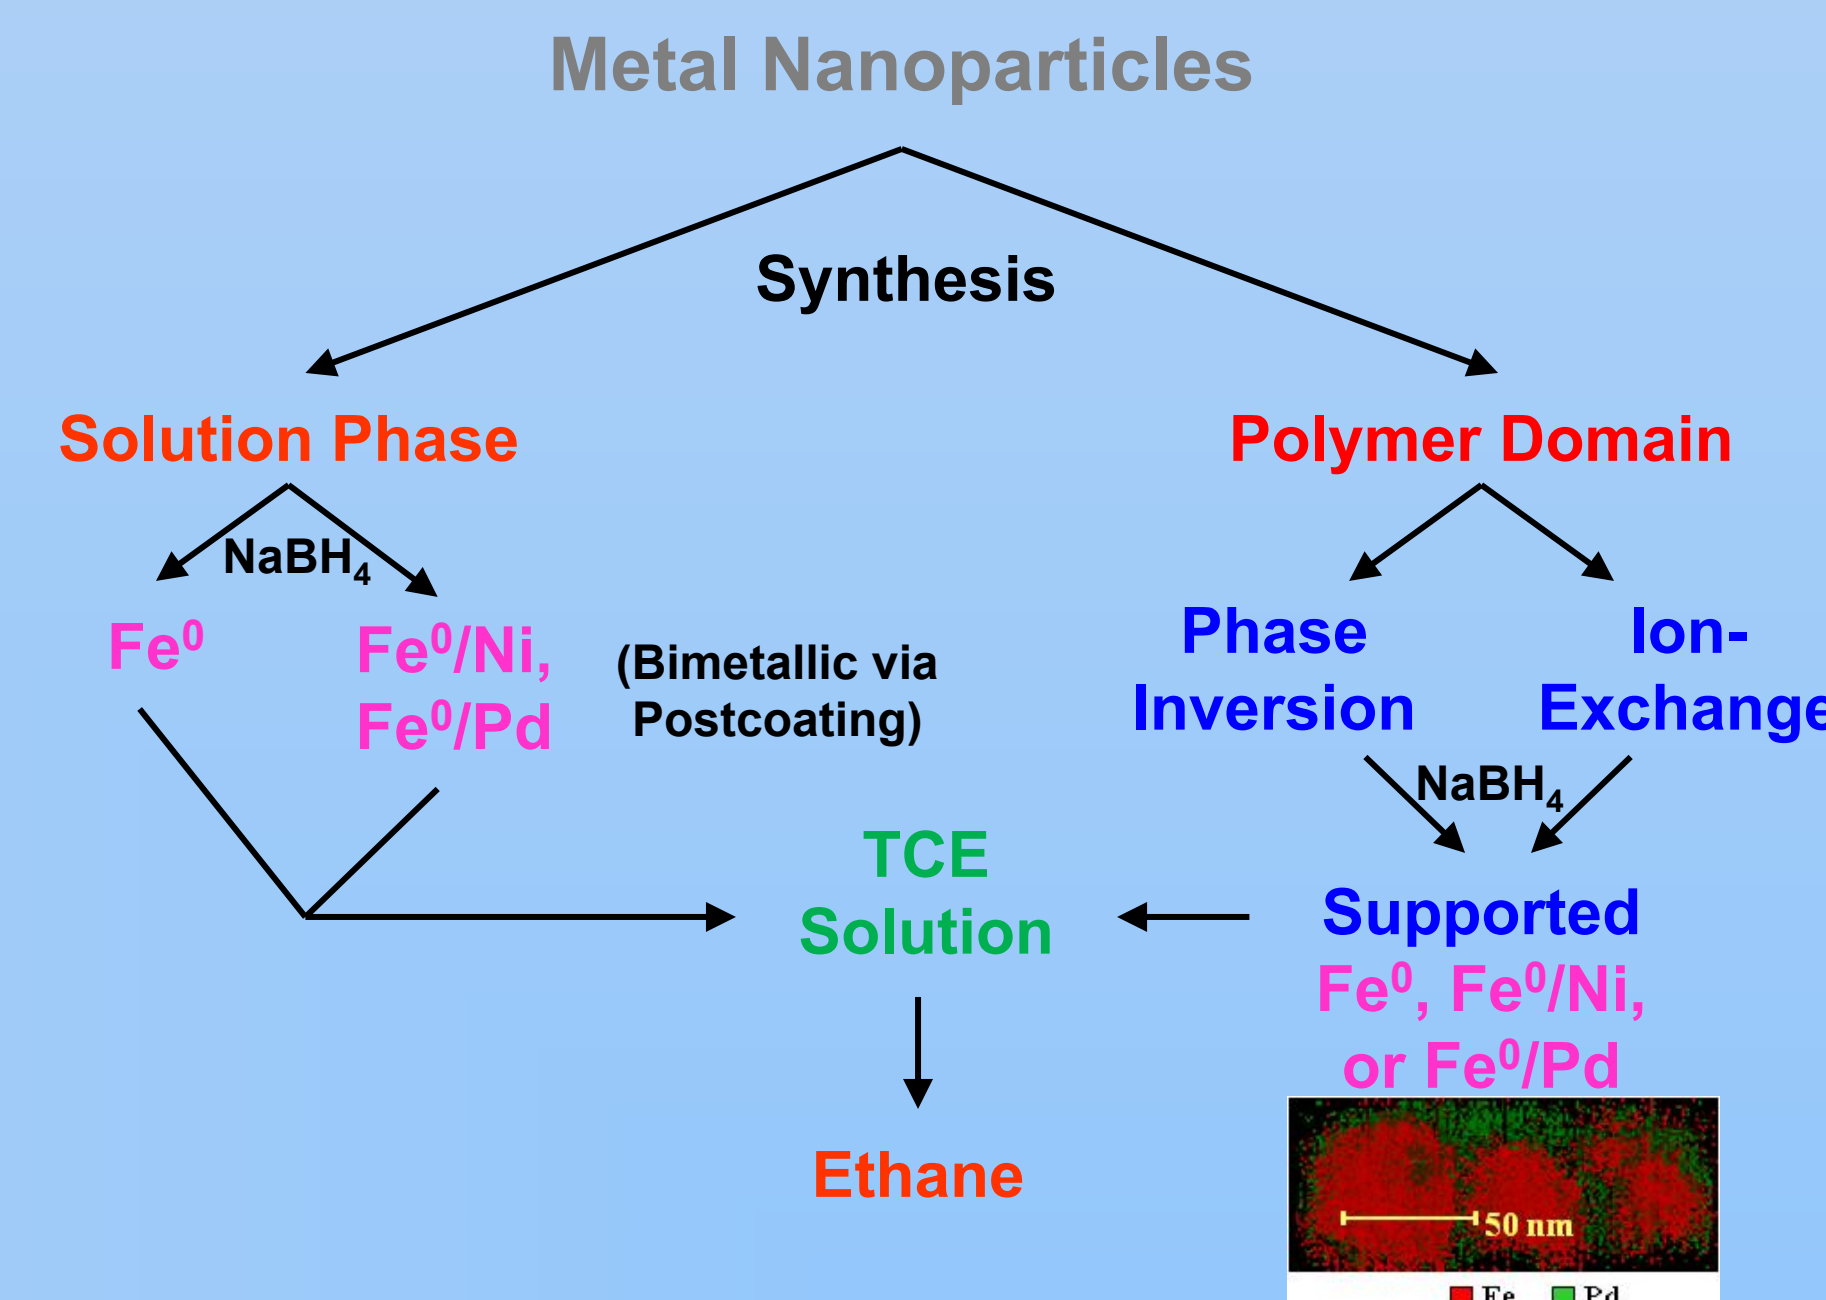 Metal Nanoparticles
Synthesis
Solution Phase
Polymer Domain
NaBH₄
Fe⁰
Fe⁰/Ni,
Fe⁰/Pd
(Bimetallic via
Postcoating)
Phase
Inversion
Ion-
Exchange
NaBH₄
TCE
Solution
Supported
Fe⁰, Fe⁰/Ni,
or Fe⁰/Pd
Ethane
50 nm
Fe Pd